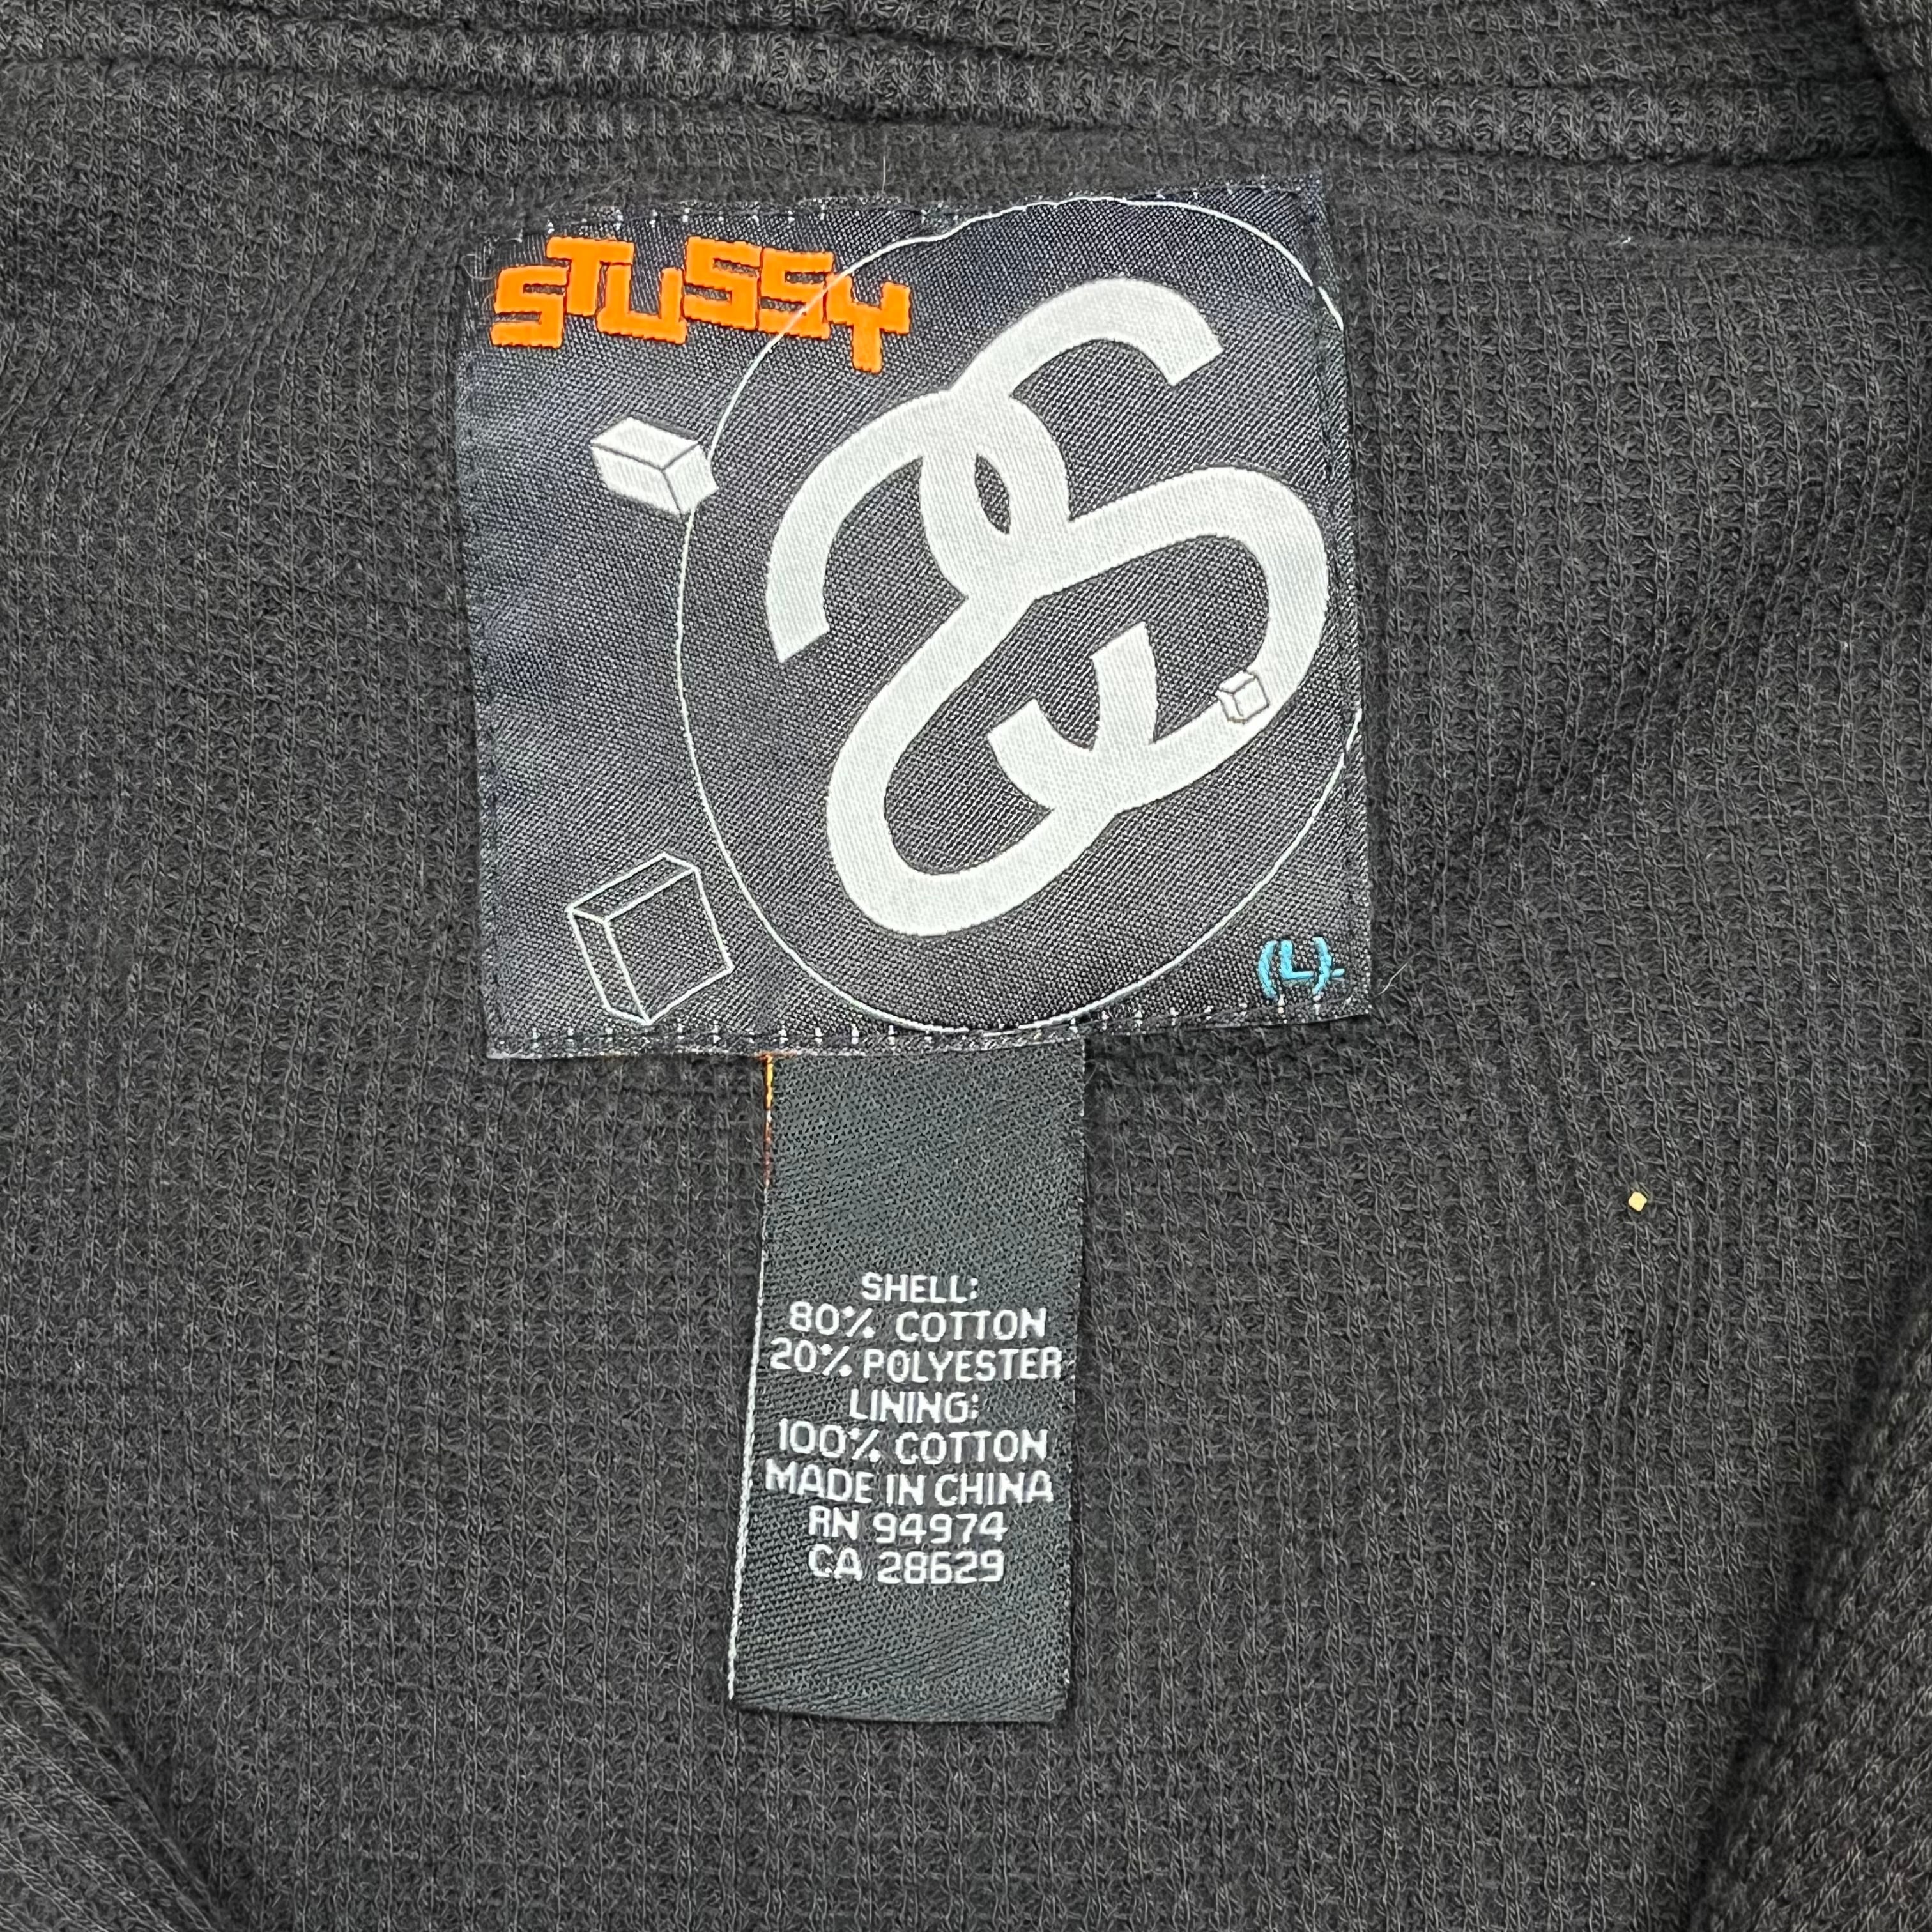 STUSSY
(L).
SHELL:
80% COTTON
20% POLYESTER
LINING:
100% COTTON
MADE IN CHINA
RN 94974
CA 28629